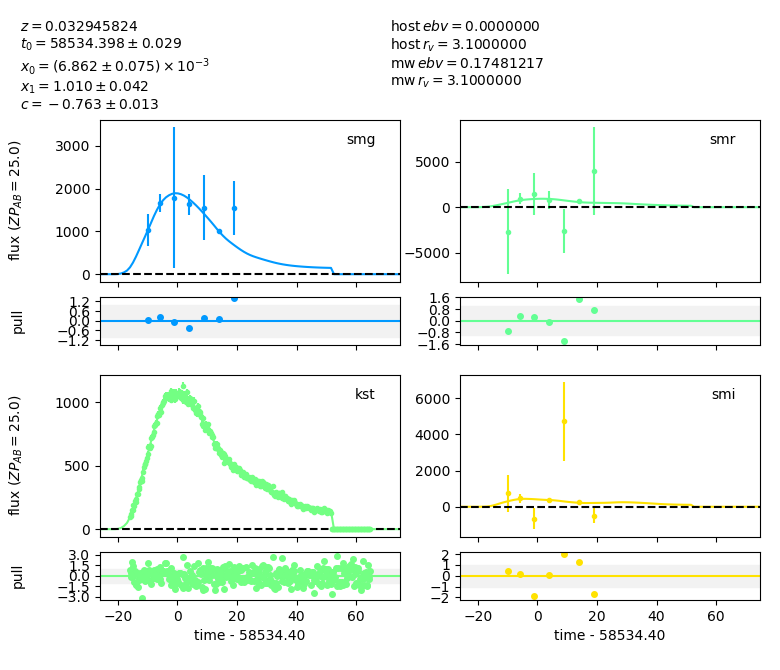 z = 0.032945824
t₀ = 58534.398 ± 0.029
x₀ = (6.862 ± 0.075) × 10⁻³
x₁ = 1.010 ± 0.042
c = −0.763 ± 0.013
host ebv = 0.0000000
host r_v = 3.1000000
mw ebv = 0.17481217
mw r_v = 3.1000000
smg
flux (ZP_AB = 25.0)
3000
2000
1000
0
smr
5000
0
−5000
pull
1.2
0.6
0.0
−0.6
−1.2
1.6
0.8
0.0
−0.8
−1.6
kst
flux (ZP_AB = 25.0)
1000
500
0
smi
6000
4000
2000
0
pull
3.0
1.5
0.0
−1.5
−3.0
−20 0 20 40 60
time - 58534.40
2
1
0
−1
−2
−20 0 20 40 60
time - 58534.40